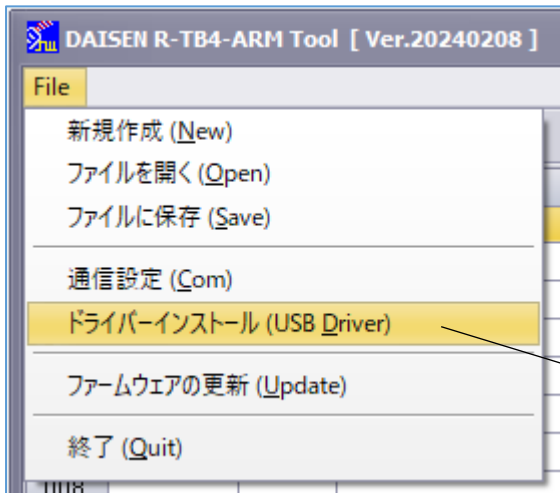 DAISEN R-TB4-ARM Tool [ Ver.20240208 ]
File
新規作成 (New)
ファイルを開く (Open)
ファイルに保存 (Save)
通信設定 (Com)
ドライバーインストール (USB Driver)
ファームウェアの更新 (Update)
終了 (Quit)
008